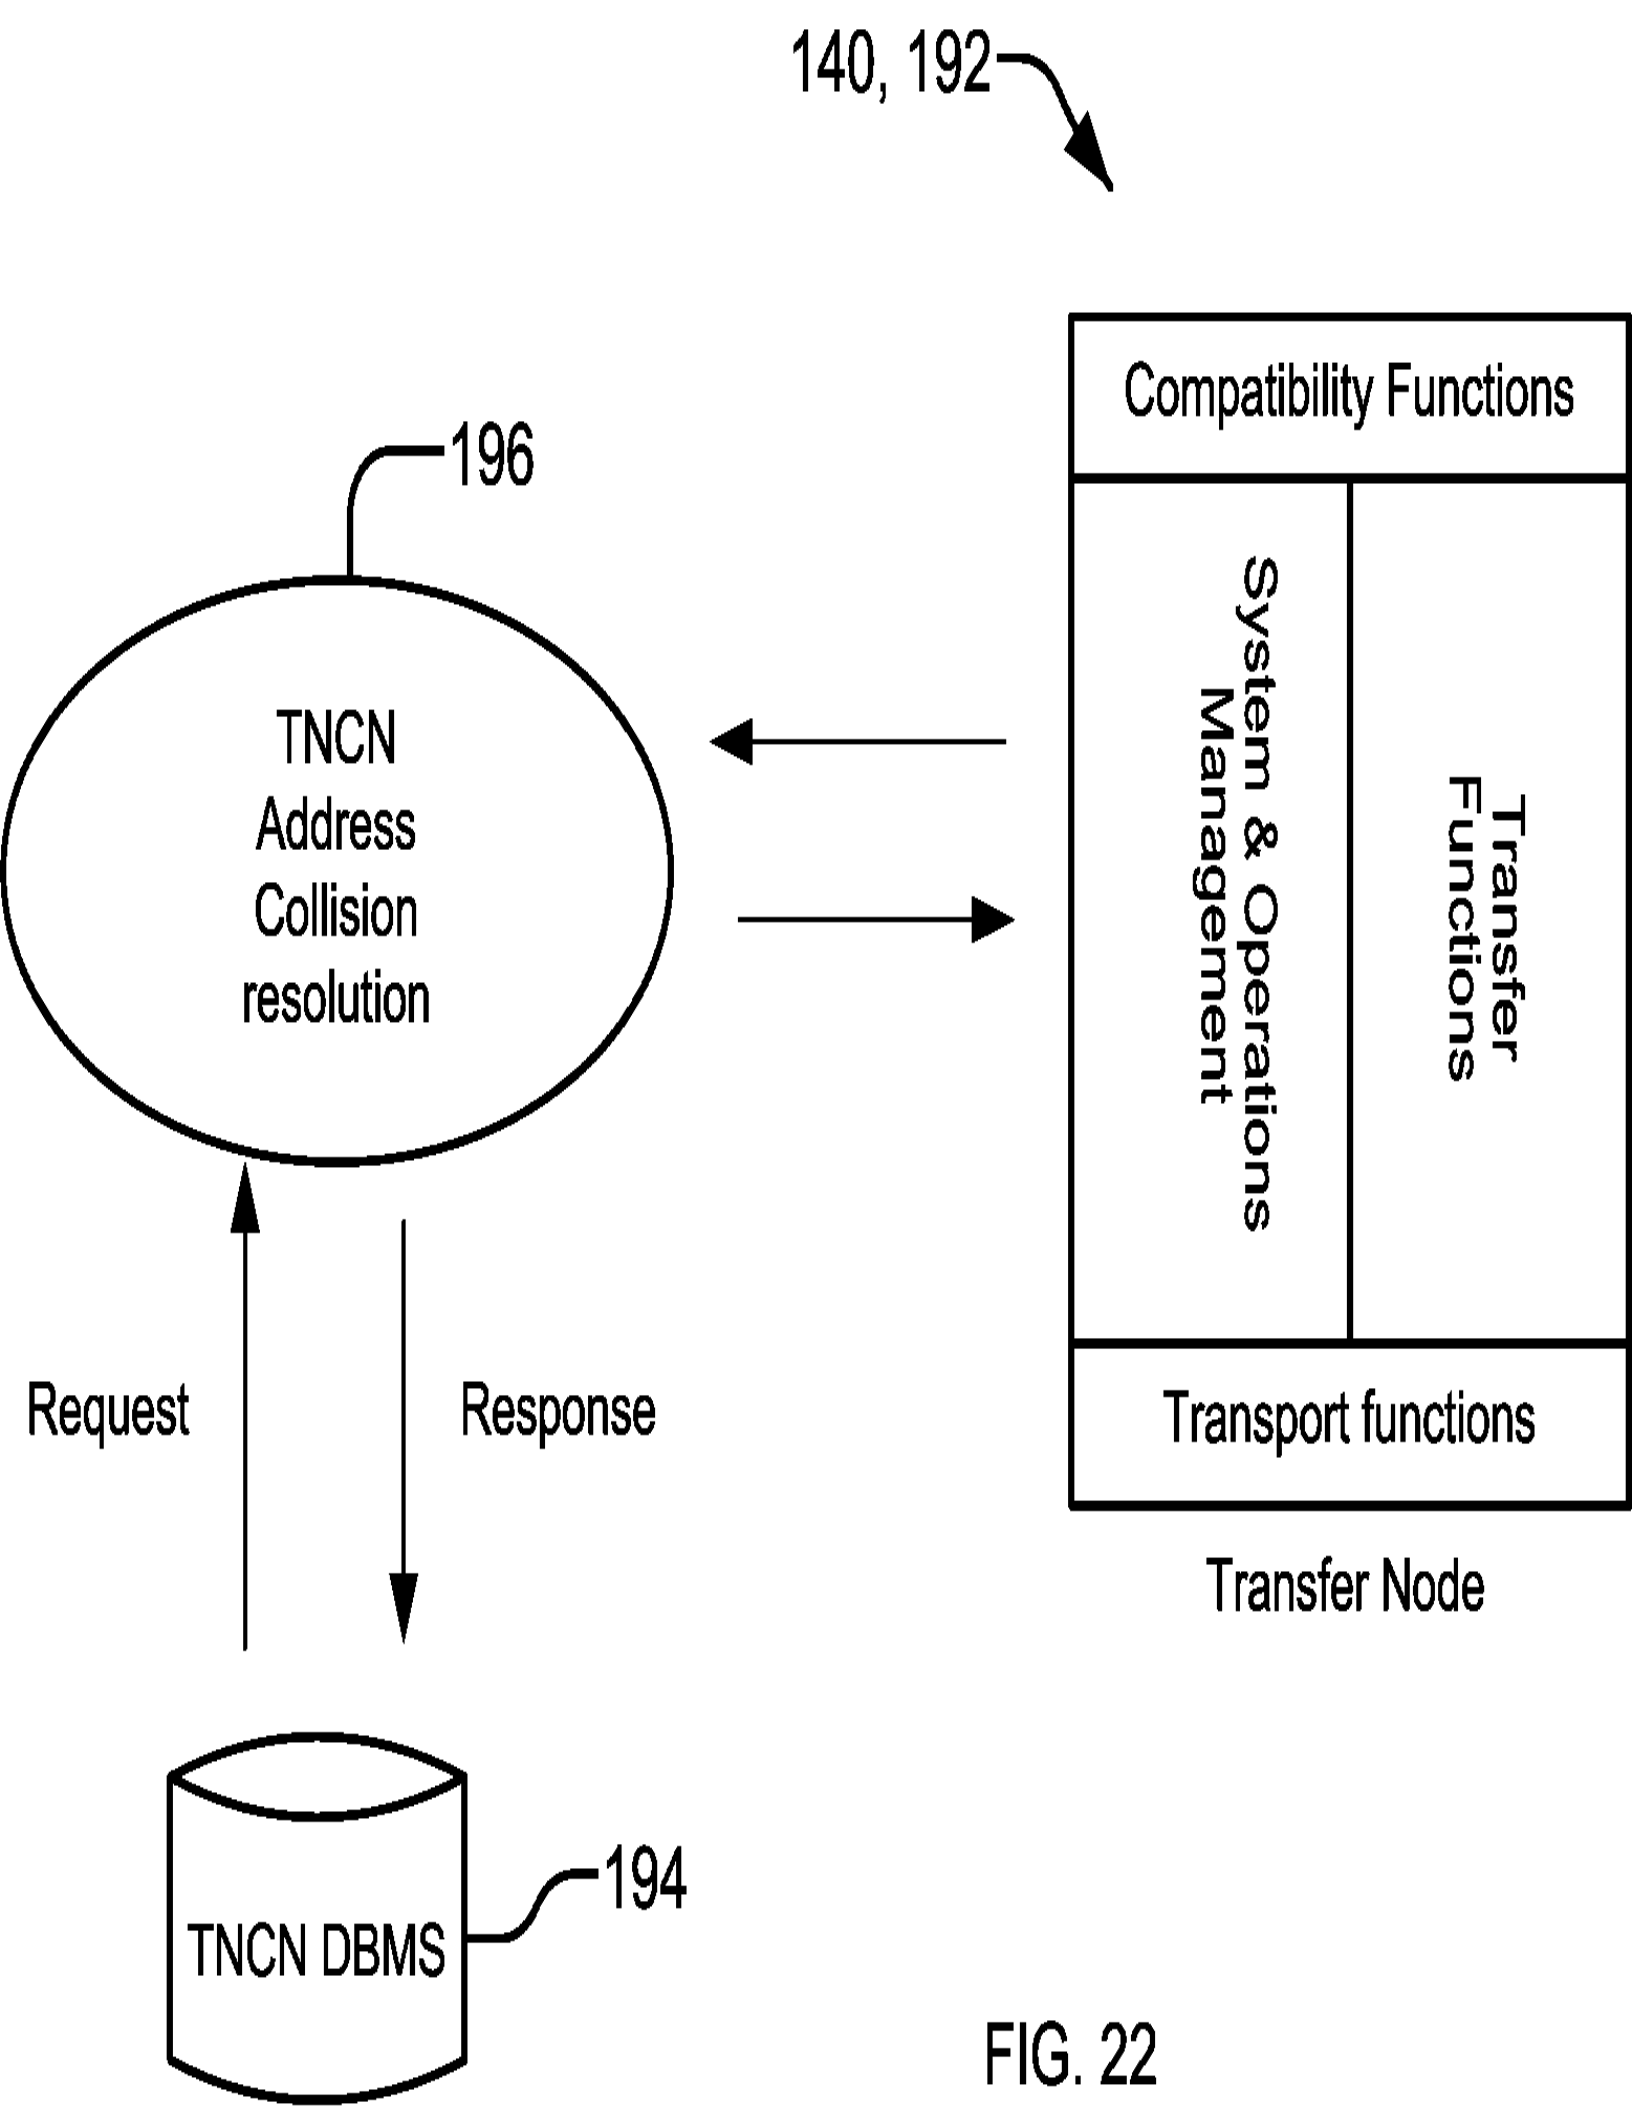 140, 192
Compatibility Functions
196
TNCN
Address
Collision
resolution
System & Operations
Management
Transfer
Functions
Request
Response
Transport functions
Transfer Node
194
TNCN DBMS
FIG. 22